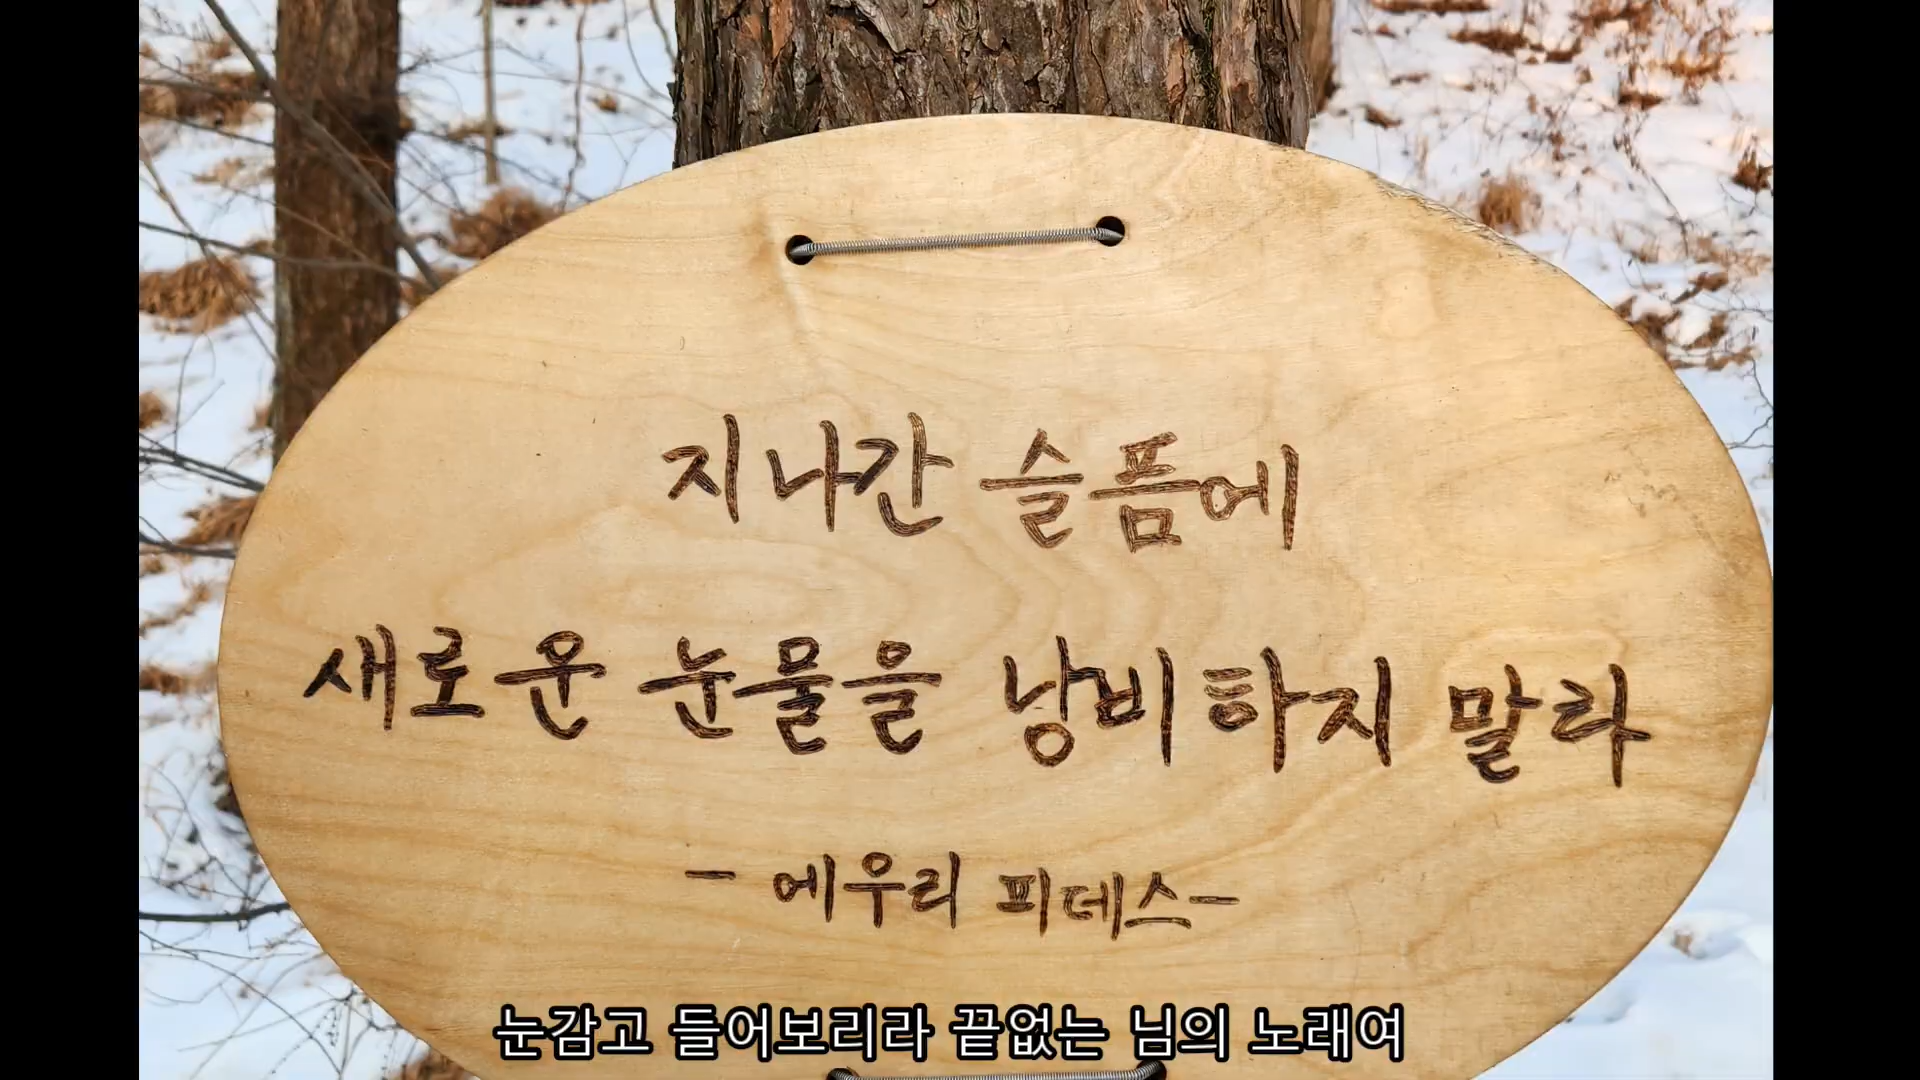 지나간 슬픔에
새로운 눈물을 낭비하지 말라
- 에우리 피데스-
눈감고 들어보리라 끝없는 님의 노래여